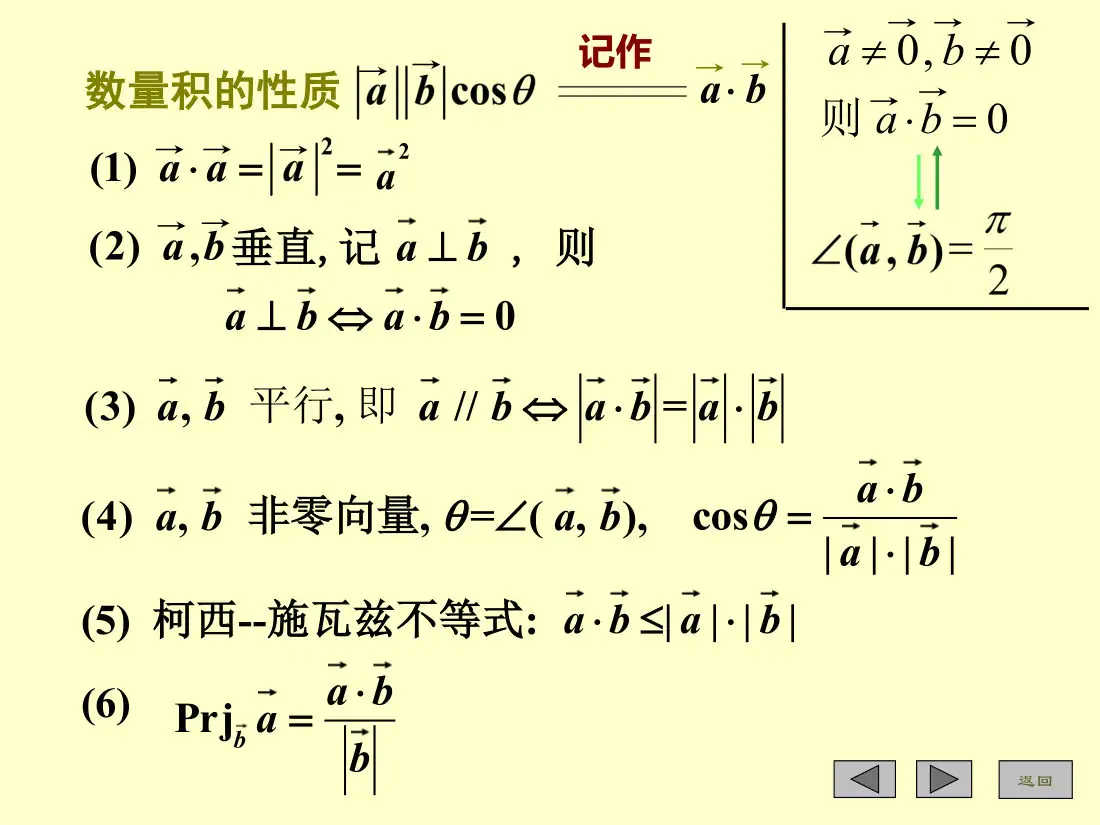 记作
数量积的性质 |a⃗||b⃗|cosθ ══ a⃗·b⃗
(1) a⃗·a⃗=|a⃗|²=a⃗²
(2) a⃗,b⃗垂直,记 a⃗⊥b⃗ , 则
a⃗⊥b⃗⇔a⃗·b⃗=0
a⃗≠0⃗,b⃗≠0⃗
则 a⃗·b⃗=0
↓↑
∠(a⃗,b⃗)=π/2
(3) a⃗,b⃗ 平行,即 a⃗//b⃗⇔|a⃗·b⃗|=|a⃗|·|b⃗|
(4) a⃗,b⃗ 非零向量,θ=∠(a⃗,b⃗), cosθ=a⃗·b⃗/|a⃗|·|b⃗|
(5) 柯西--施瓦兹不等式: a⃗·b⃗≤|a⃗|·|b⃗|
(6) Prj_b⃗ a⃗=a⃗·b⃗/|b⃗|
返回